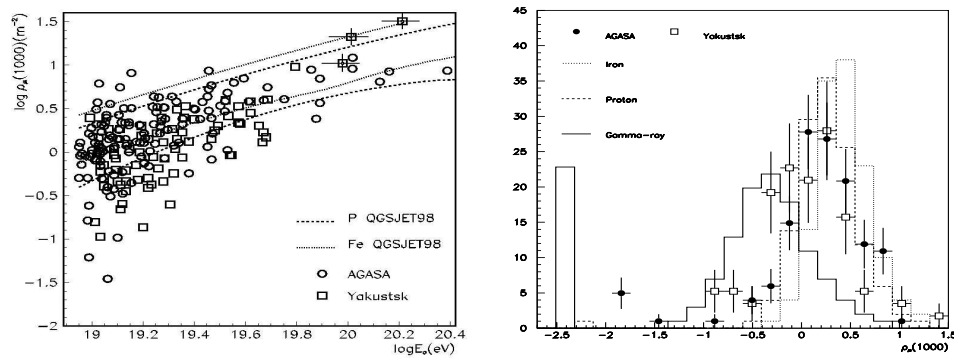 log ρμ(1000)(m⁻²)
1.5
1
0.5
0
−0.5
−1
−1.5
−2
P QGSJET98
Fe QGSJET98
AGASA
Yakustsk
19 19.2 19.4 19.6 19.8 20 20.2 20.4
logE₀(eV)
45
40
35
30
25
20
15
10
5
0
AGASA Yakustsk
Iron
Proton
Gamma-ray
−2.5 −2 −1.5 −1 −0.5 0 0.5 1 1.5
ρμ(1000)